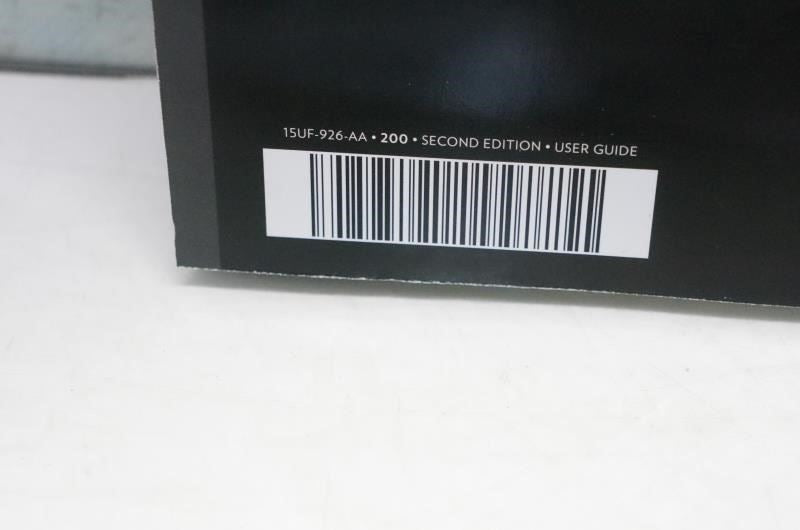 15UF-926-AA • 200 • SECOND EDITION • USER GUIDE